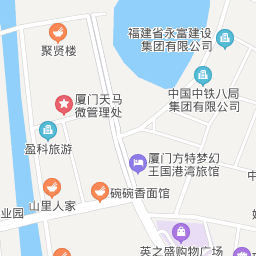 聚贤楼
福建省永富建设
集团有限公司
中国中铁八局
集团有限公司
厦门天马
微管理处
盈科旅游
厦门方特梦幻
王国港湾旅馆
碗碗香面馆
山里人家
业园
英之盛购物广场